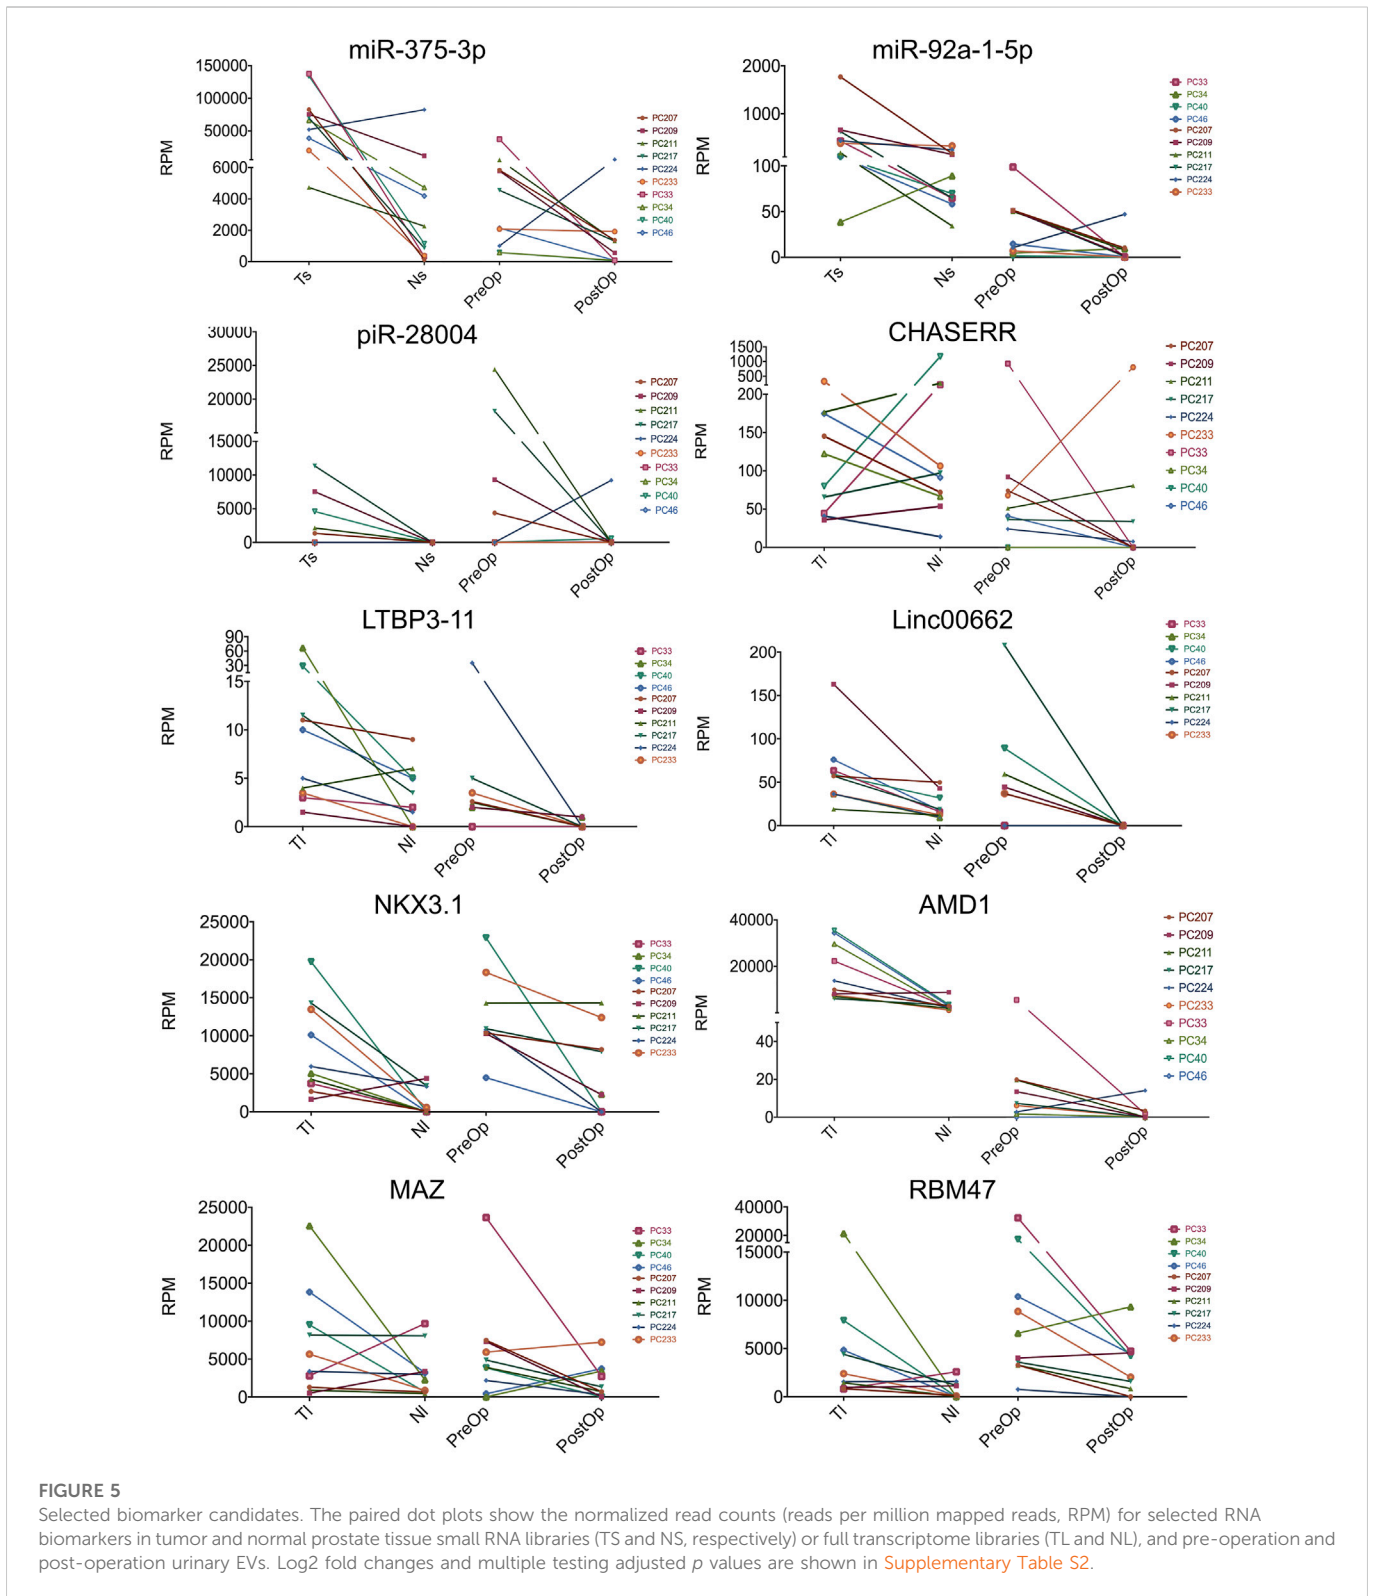 miR-375-3p
RPM
150000
100000
50000
6000
4000
2000
0
Ts
Ns
PreOp
PostOp
PC207
PC209
PC211
PC217
PC224
PC233
PC33
PC34
PC40
PC46
miR-92a-1-5p
RPM
2000
1000
100
50
0
Ts
Ns
PreOp
PostOp
PC33
PC34
PC40
PC46
PC207
PC209
PC211
PC217
PC224
PC233
piR-28004
RPM
30000
25000
20000
15000
10000
5000
0
Ts
Ns
PreOp
PostOp
PC207
PC209
PC211
PC217
PC224
PC233
PC33
PC34
PC40
PC46
CHASERR
RPM
1500
1000
500
200
150
100
50
0
Tl
Nl
PreOp
PostOp
PC207
PC209
PC211
PC217
PC224
PC233
PC33
PC34
PC40
PC46
LTBP3-11
RPM
90
60
30
15
10
5
0
Tl
Nl
PreOp
PostOp
PC33
PC34
PC40
PC46
PC207
PC209
PC211
PC217
PC224
PC233
Linc00662
RPM
200
150
100
50
0
Tl
Nl
PreOp
PostOp
PC33
PC34
PC40
PC46
PC207
PC209
PC211
PC217
PC224
PC233
NKX3.1
RPM
25000
20000
15000
10000
5000
0
Tl
Nl
PreOp
PostOp
PC33
PC34
PC40
PC46
PC207
PC209
PC211
PC217
PC224
PC233
AMD1
RPM
40000
20000
40
20
0
Tl
Nl
PreOp
PostOp
PC207
PC209
PC211
PC217
PC224
PC233
PC33
PC34
PC40
PC46
MAZ
RPM
25000
20000
15000
10000
5000
0
Tl
Nl
PreOp
PostOp
PC33
PC34
PC40
PC46
PC207
PC209
PC211
PC217
PC224
PC233
RBM47
RPM
40000
20000
15000
10000
5000
0
Tl
Nl
PreOp
PostOp
PC33
PC34
PC40
PC46
PC207
PC209
PC211
PC217
PC224
PC233
FIGURE 5
Selected biomarker candidates. The paired dot plots show the normalized read counts (reads per million mapped reads, RPM) for selected RNA
biomarkers in tumor and normal prostate tissue small RNA libraries (TS and NS, respectively) or full transcriptome libraries (TL and NL), and pre-operation and
post-operation urinary EVs. Log2 fold changes and multiple testing adjusted p values are shown in Supplementary Table S2.